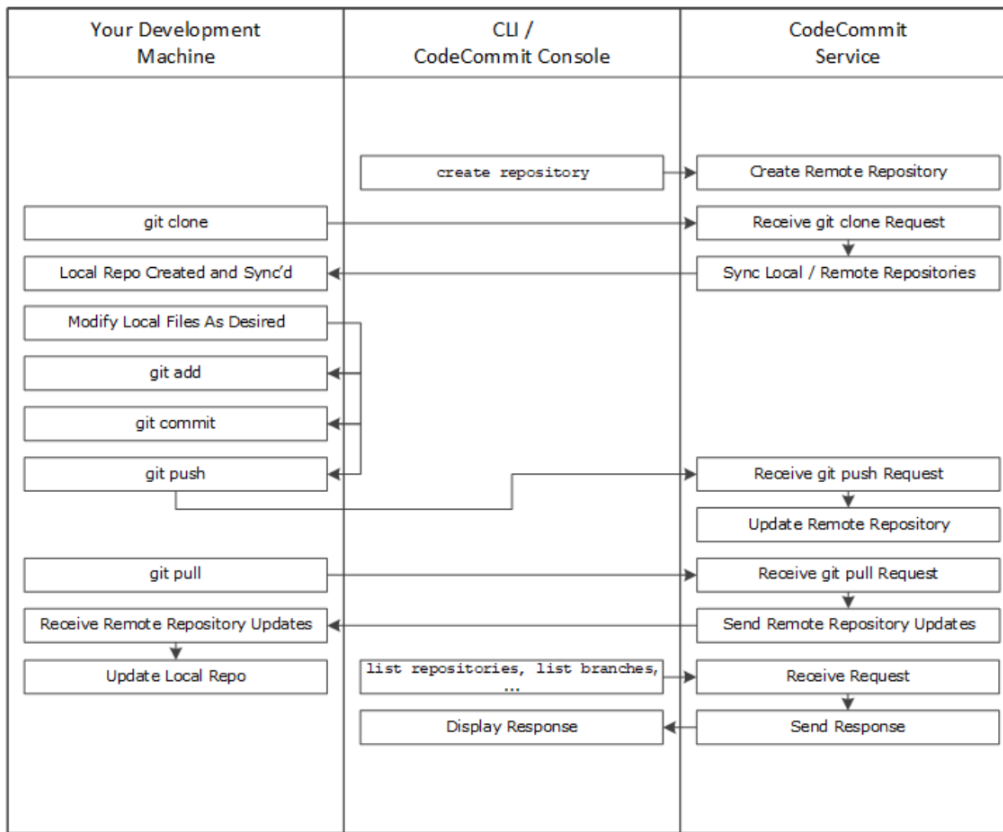 Your Development
Machine
CLI /
CodeCommit Console
CodeCommit
Service
create repository
Create Remote Repository
git clone
Receive git clone Request
Local Repo Created and Sync'd
Sync Local / Remote Repositories
Modify Local Files As Desired
git add
git commit
git push
Receive git push Request
Update Remote Repository
git pull
Receive git pull Request
Receive Remote Repository Updates
Send Remote Repository Updates
Update Local Repo
list repositories, list branches,
...
Receive Request
Display Response
Send Response